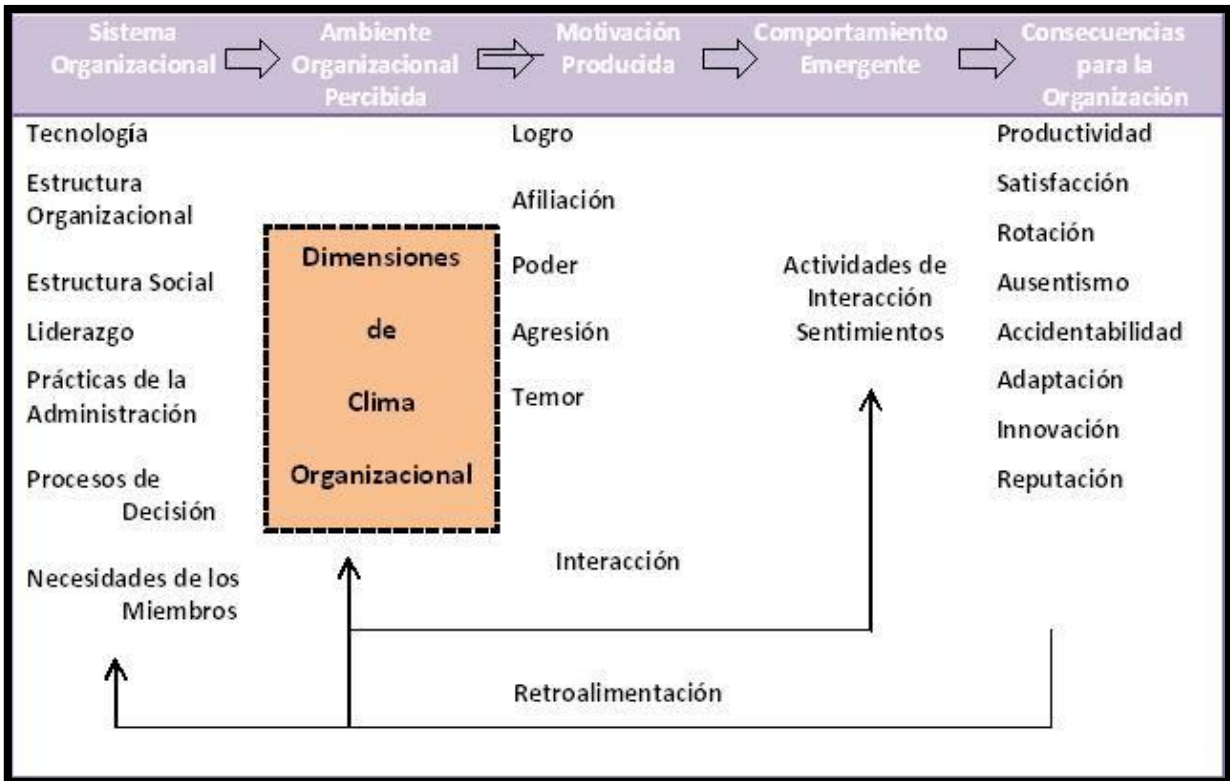 Sistema
Organizacional
Ambiente
Organizacional
Percibida
Motivación
Producida
Comportamiento
Emergente
Consecuencias
para la
Organización
Tecnología
Estructura
Organizacional
Estructura Social
Liderazgo
Prácticas de la
Administración
Procesos de
Decisión
Necesidades de los
Miembros
Dimensiones
de
Clima
Organizacional
Logro
Afiliación
Poder
Agresión
Temor
Actividades de
Interacción
Sentimientos
Productividad
Satisfacción
Rotación
Ausentismo
Accidentabilidad
Adaptación
Innovación
Reputación
Interacción
Retroalimentación